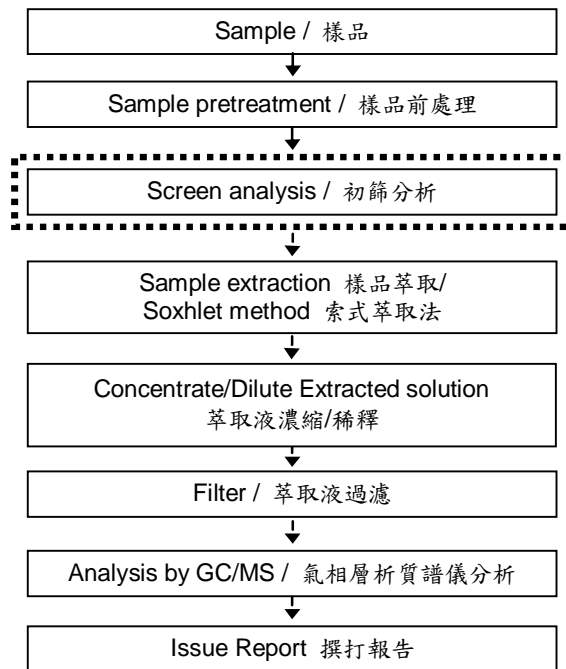 Sample / 樣品
Sample pretreatment / 樣品前處理
Screen analysis / 初篩分析
Sample extraction 樣品萃取/
Soxhlet method 索式萃取法
Concentrate/Dilute Extracted solution
萃取液濃縮/稀釋
Filter / 萃取液過濾
Analysis by GC/MS / 氣相層析質譜儀分析
Issue Report 撰打報告